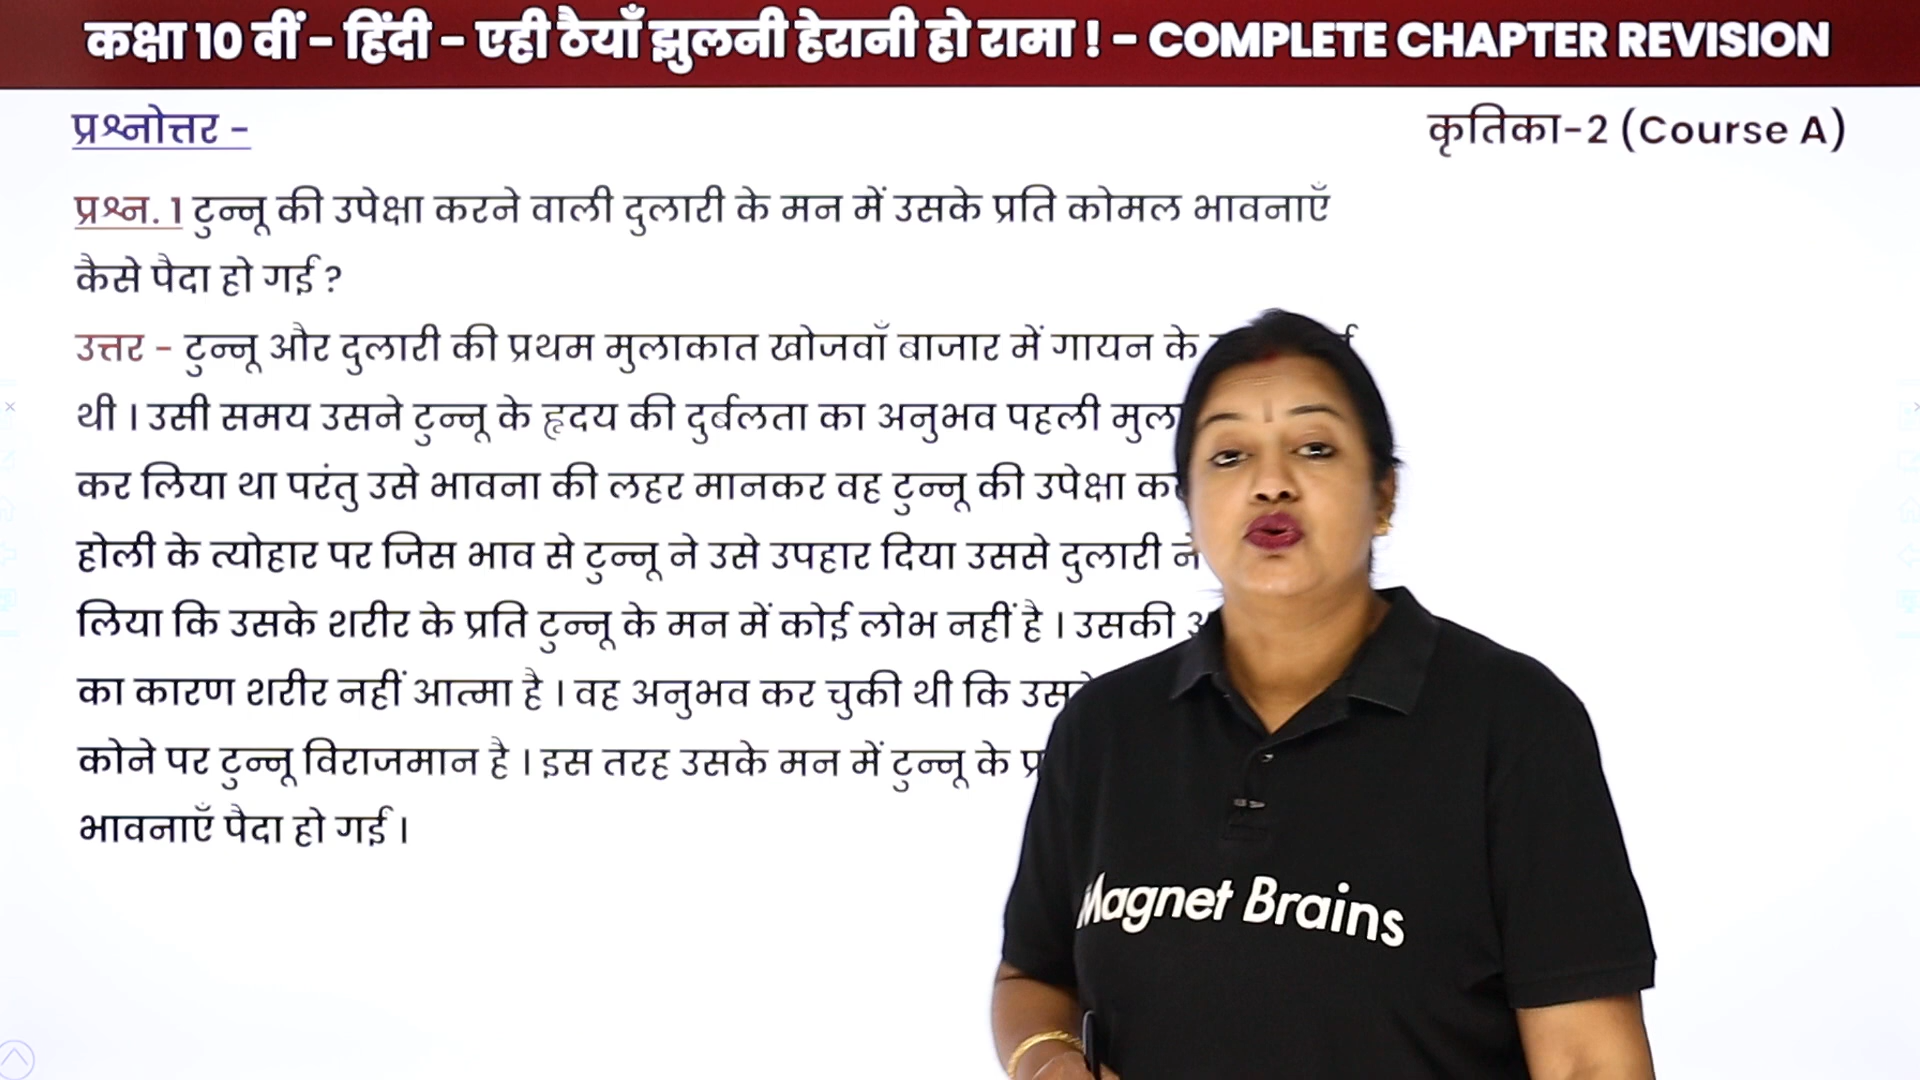 कक्षा 10 वीं - हिंदी - एही ठैयाँ झुलनी हेरानी हो रामा ! - COMPLETE CHAPTER REVISION
प्रश्नोत्तर -
कृतिका-2 (Course A)
प्रश्न. 1 टुन्नू की उपेक्षा करने वाली दुलारी के मन में उसके प्रति कोमल भावनाएँ
कैसे पैदा हो गईं ?
उत्तर - टुन्नू और दुलारी की प्रथम मुलाकात खोजवाँ बाजार में गायन के
थी । उसी समय उसने टुन्नू के हृदय की दुर्बलता का अनुभव पहली
कर लिया था परंतु उसे भावना की लहर मानकर वह टुन्नू की उपेक्षा
होली के त्योहार पर जिस भाव से टुन्नू ने उसे उपहार दिया उससे दुलारी ने
लिया कि उसके शरीर के प्रति टुन्नू के मन में कोई लोभ नहीं है । उसकी
का कारण शरीर नहीं आत्मा है । वह अनुभव कर चुकी थी कि
कोने पर टुन्नू विराजमान है । इस तरह उसके मन में टुन्नू के
भावनाएँ पैदा हो गईं ।
Magnet Brains